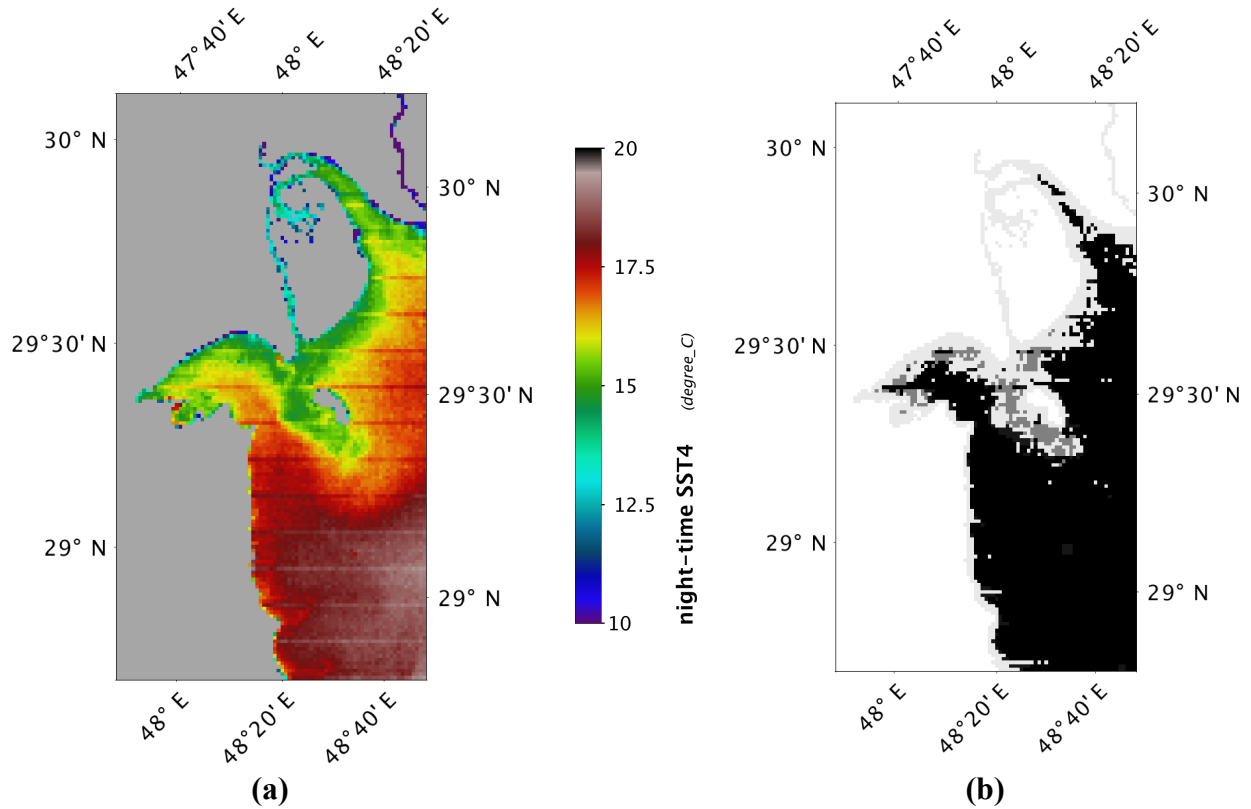 47°40' E
48° E
48°20' E
30° N
29°30' N
29° N
30° N
29°30' N
29° N
48° E
48°20' E
48°40' E
20
17.5
15
12.5
10
night-time SST4
(degree_C)
(a)
47°40' E
48° E
48°20' E
30° N
29°30' N
29° N
30° N
29°30' N
29° N
48° E
48°20' E
48°40' E
(b)